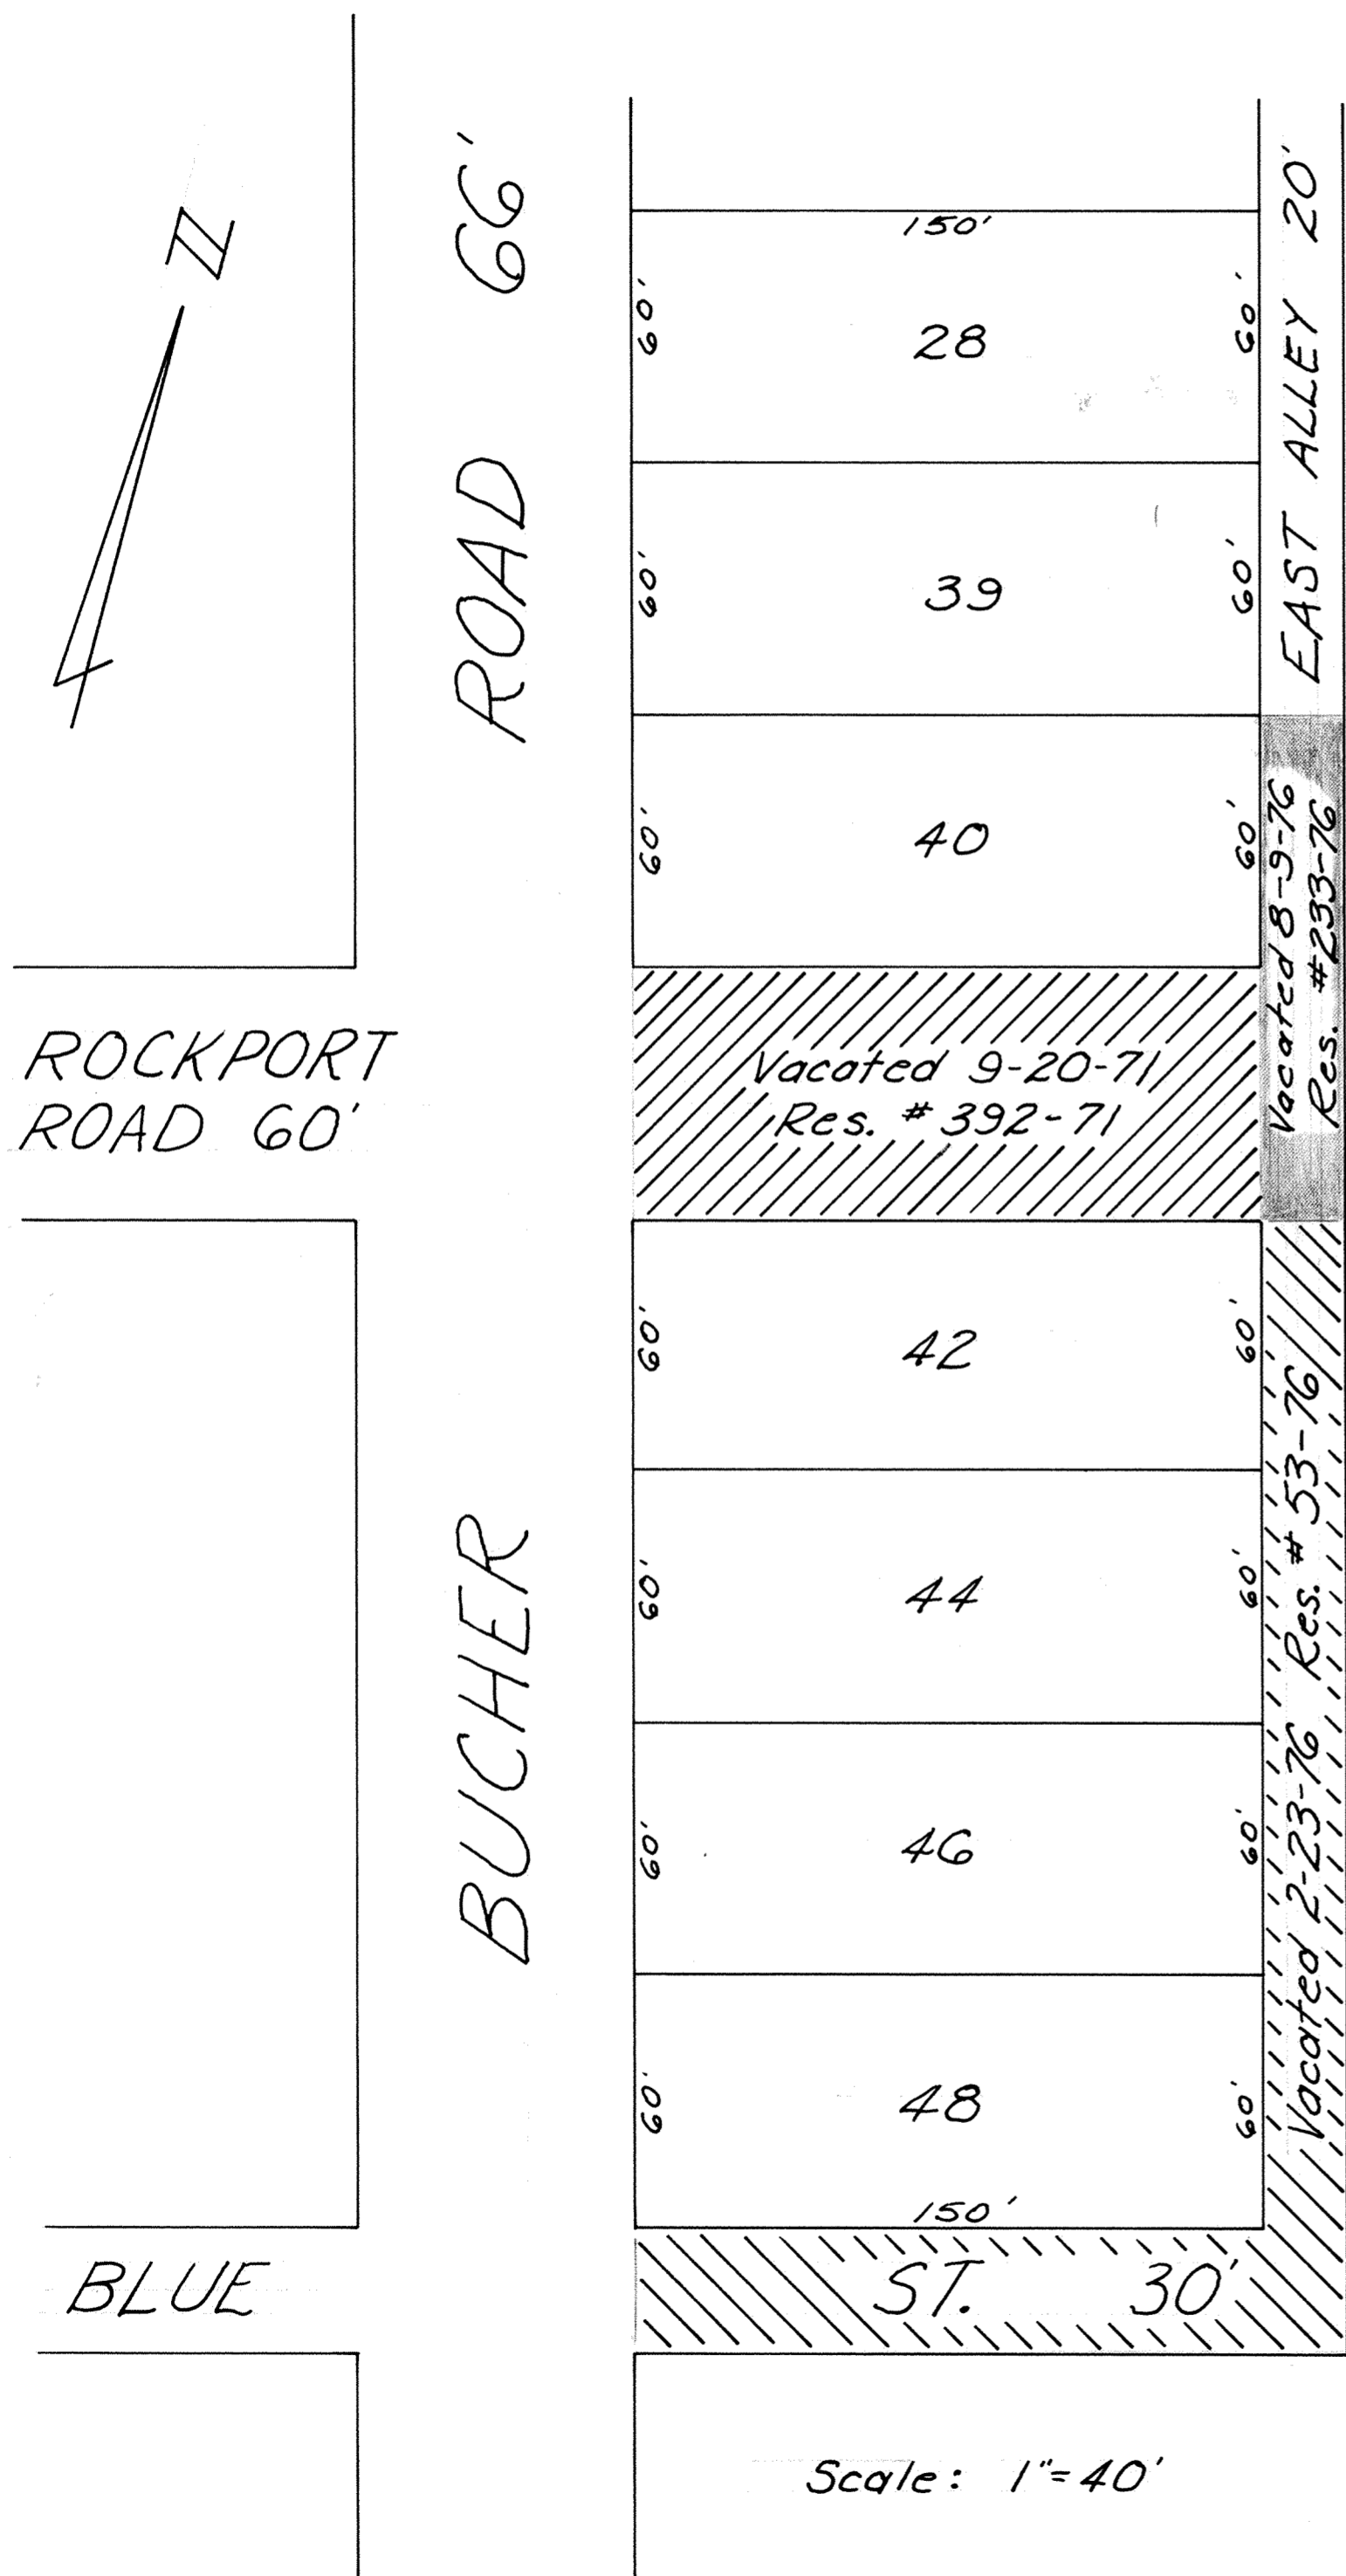 N
BUCHER ROAD 66'
EAST ALLEY 20'
150'
60' 28 60'
60' 39 60'
60' 40 60'
Vacated 8-9-76
Res. #233-76
ROCKPORT
ROAD 60'
Vacated 9-20-71
Res. # 392-71
60' 42 60'
60' 44 60'
60' 46 60'
60' 48 60'
150'
Vacated 2-23-76 Res. # 53-76
BLUE ST. 30'
Scale: 1"=40'